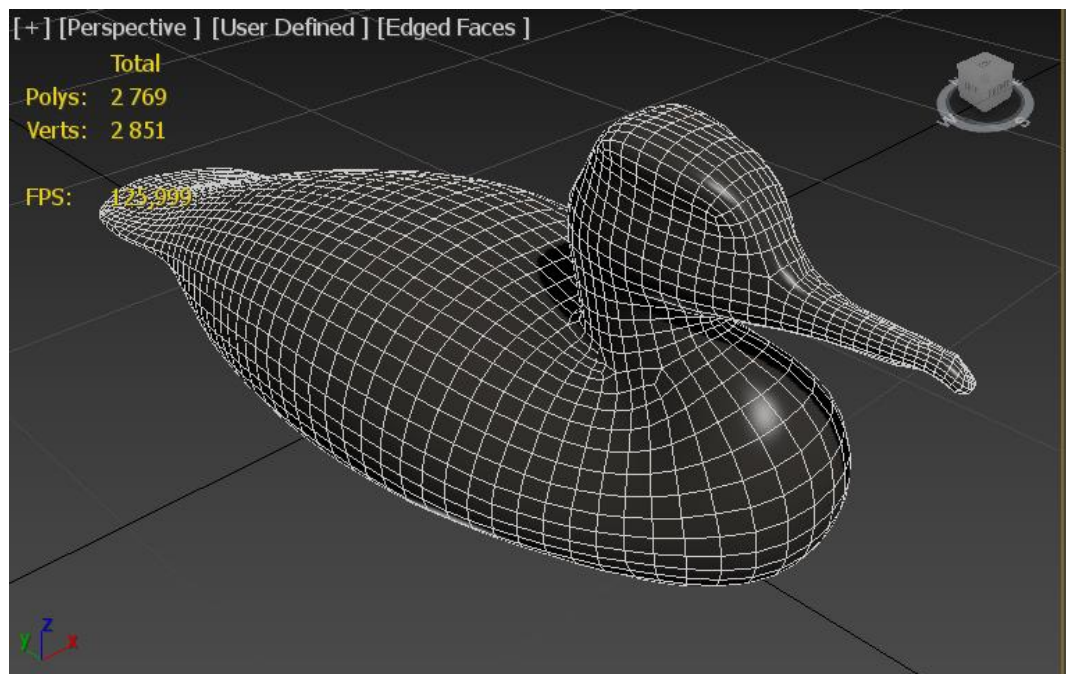 [+] [Perspective ] [User Defined ] [Edged Faces ]
Total
Polys: 2 769
Verts: 2 851
FPS: 125,999
z
y
x